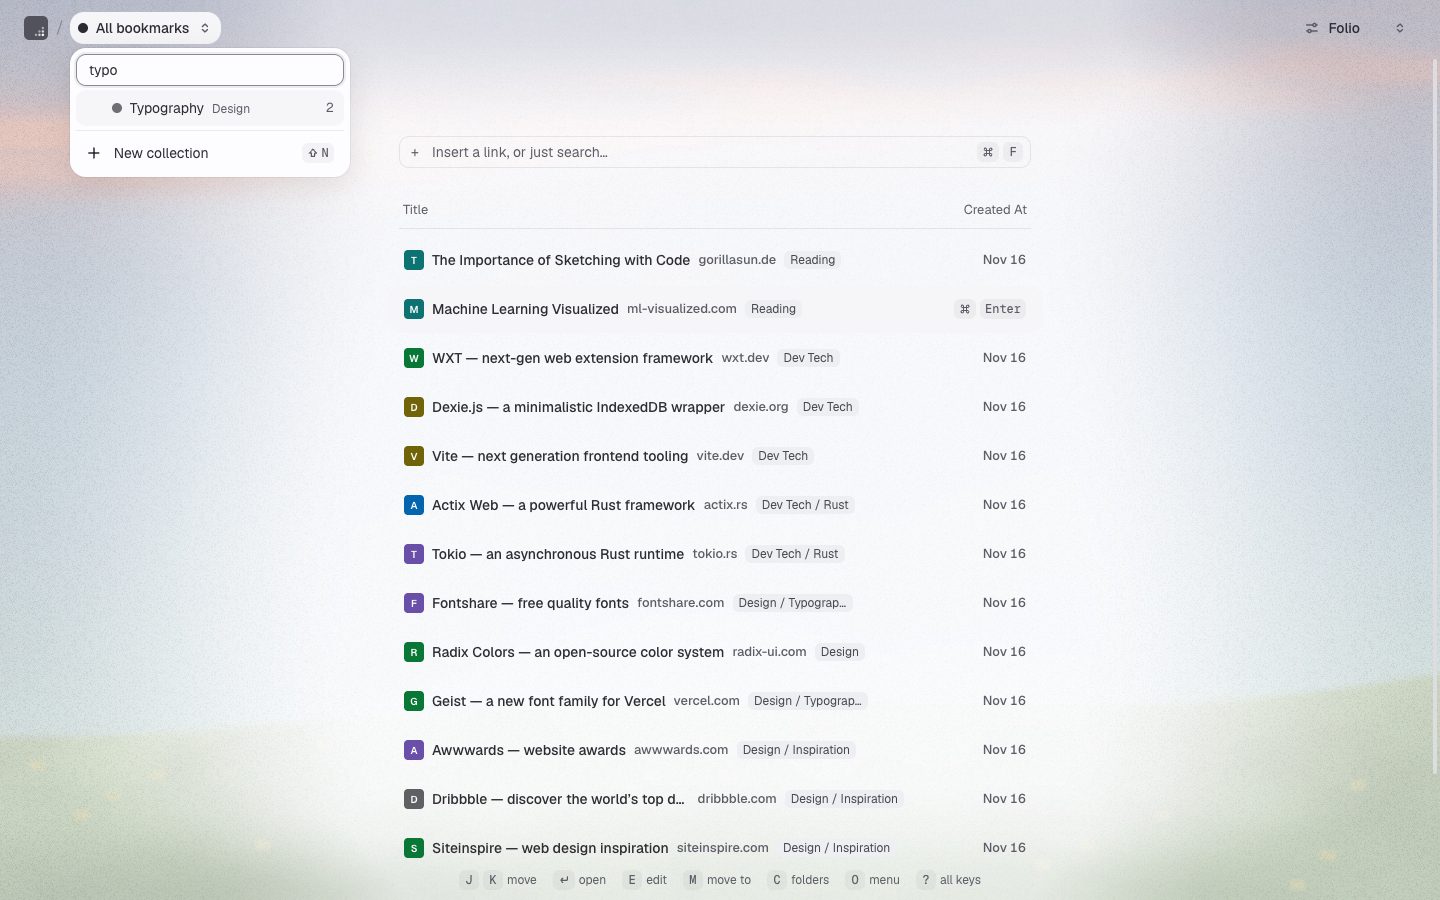 / All bookmarks
Folio
typo
Typography Design 2
New collection ⇧ N
+ Insert a link, or just search… ⌘ F
Title Created At
T The Importance of Sketching with Code gorillasun.de Reading Nov 16
M Machine Learning Visualized ml-visualized.com Reading ⌘ Enter
W WXT — next-gen web extension framework wxt.dev Dev Tech Nov 16
D Dexie.js — a minimalistic IndexedDB wrapper dexie.org Dev Tech Nov 16
V Vite — next generation frontend tooling vite.dev Dev Tech Nov 16
A Actix Web — a powerful Rust framework actix.rs Dev Tech / Rust Nov 16
T Tokio — an asynchronous Rust runtime tokio.rs Dev Tech / Rust Nov 16
F Fontshare — free quality fonts fontshare.com Design / Typograp… Nov 16
R Radix Colors — an open-source color system radix-ui.com Design Nov 16
G Geist — a new font family for Vercel vercel.com Design / Typograp… Nov 16
A Awwwards — website awards awwwards.com Design / Inspiration Nov 16
D Dribbble — discover the world’s top d… dribbble.com Design / Inspiration Nov 16
S Siteinspire — web design inspiration siteinspire.com Design / Inspiration Nov 16
J K move ↵ open E edit M move to C folders O menu ? all keys